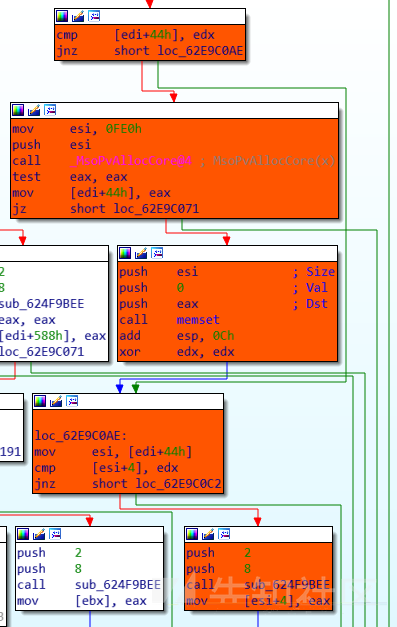 cmp     [edi+44h], edx
jnz     short loc_62E9C0AE
mov     esi, 0FE0h
push    esi
call    _MsoPvAllocCore@4 ; MsoPvAllocCore(x)
test    eax, eax
mov     [edi+44h], eax
jz      short loc_62E9C071
2
8
sub_624F9BEE
eax, eax
[edi+588h], eax
loc_62E9C071
push    esi             ; Size
push    0               ; Val
push    eax             ; Dst
call    memset
add     esp, 0Ch
xor     edx, edx
191
loc_62E9C0AE:
mov     esi, [edi+44h]
cmp     [esi+4], edx
jnz     short loc_62E9C0C2
push    2
push    8
call    sub_624F9BEE
mov     [ebx], eax
push    2
push    8
call    sub_624F9BEE
mov     [esi+4], eax